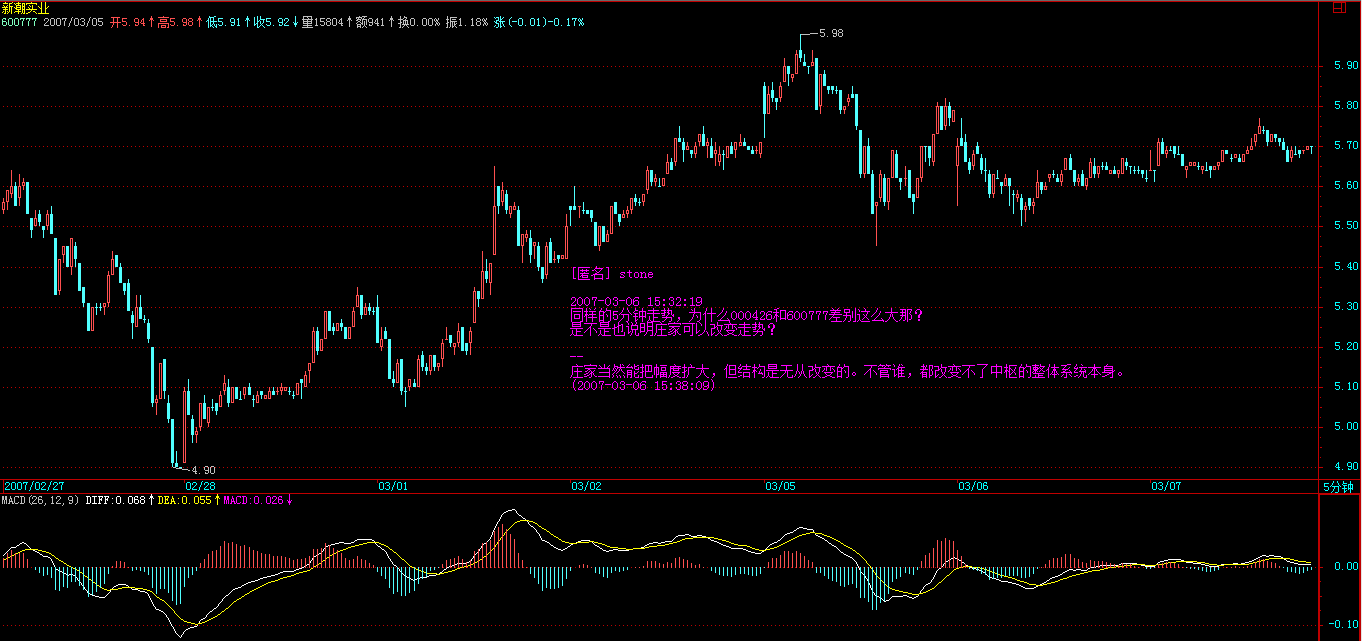 新潮实业
600777 2007/03/05 开5.94↑高5.98↑低5.91↑收5.92↓量15804↑额941↑换0.00% 振1.18% 涨(-0.01)-0.17%
5.98
5.90
5.80
5.70
5.60
5.50
5.40
5.30
5.20
5.10
5.00
4.90
[匿名] stone
2007-03-06 15:32:19
同样的5分钟走势，为什么000426和600777差别这么大那？
是不是也说明庄家可以改变走势？
--
庄家当然能把幅度扩大，但结构是无从改变的。不管谁，都改变不了中枢的整体系统本身。
(2007-03-06 15:38:09)
4.90
2007/02/27 02/28 03/01 03/02 03/05 03/06 03/07 5分钟
MACD(26,12,9) DIFF:0.068↑DEA:0.055↑MACD:0.026↓
0.00
-0.10